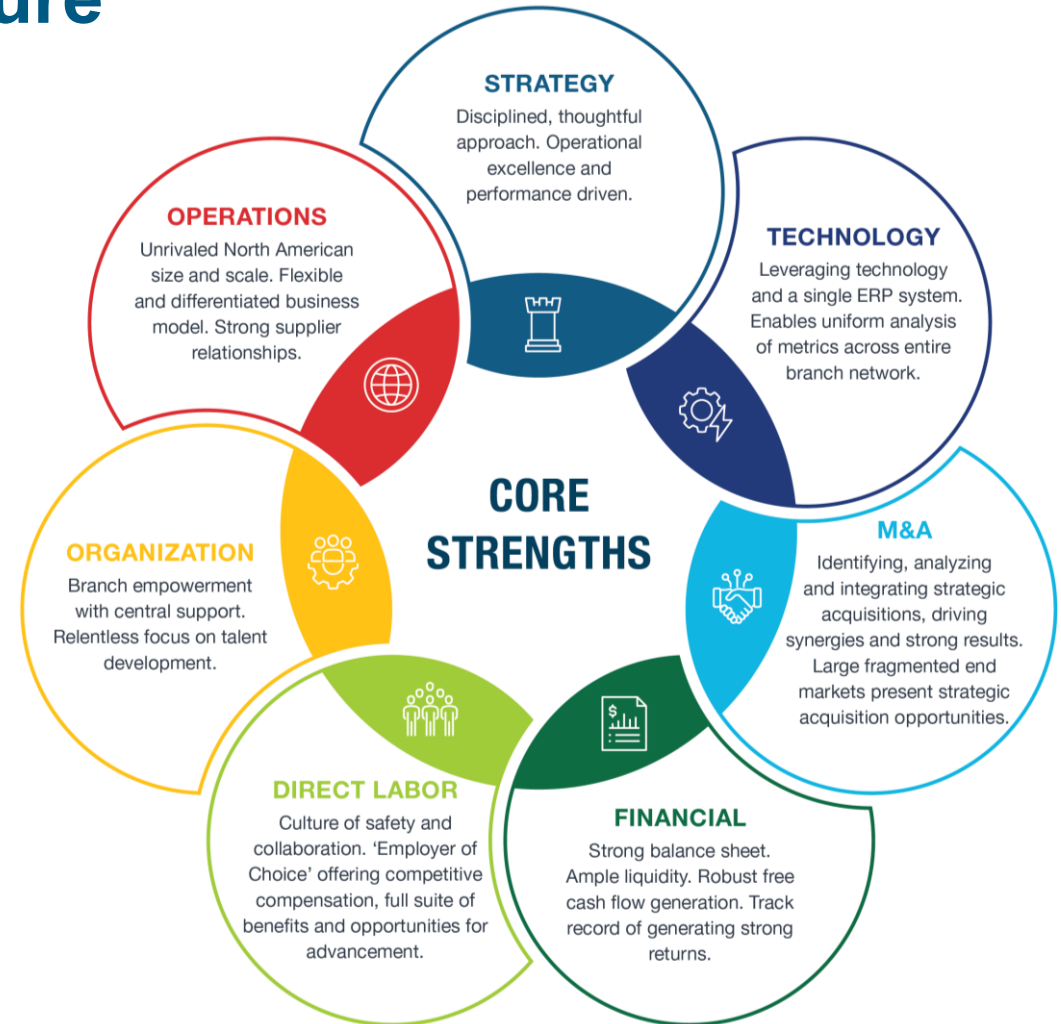 ure
STRATEGY
Disciplined, thoughtful
approach. Operational
excellence and
performance driven.
TECHNOLOGY
Leveraging technology
and a single ERP system.
Enables uniform analysis
of metrics across entire
branch network.
M&A
Identifying, analyzing
and integrating strategic
acquisitions, driving
synergies and strong results.
Large fragmented end
markets present strategic
acquisition opportunities.
FINANCIAL
Strong balance sheet.
Ample liquidity. Robust free
cash flow generation. Track
record of generating strong
returns.
DIRECT LABOR
Culture of safety and
collaboration. ‘Employer of
Choice’ offering competitive
compensation, full suite of
benefits and opportunities for
advancement.
ORGANIZATION
Branch empowerment
with central support.
Relentless focus on talent
development.
OPERATIONS
Unrivaled North American
size and scale. Flexible
and differentiated business
model. Strong supplier
relationships.
CORE
STRENGTHS
$